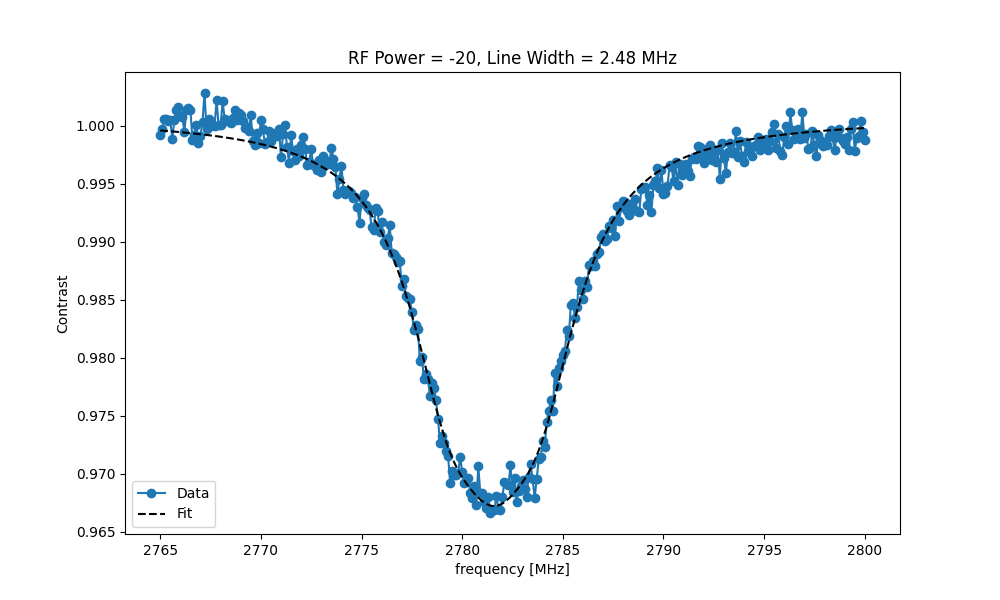 RF Power = -20, Line Width = 2.48 MHz
1.000
0.995
0.990
0.985
0.980
0.975
0.970
0.965
Contrast
Data
Fit
2765 2770 2775 2780 2785 2790 2795 2800
frequency [MHz]